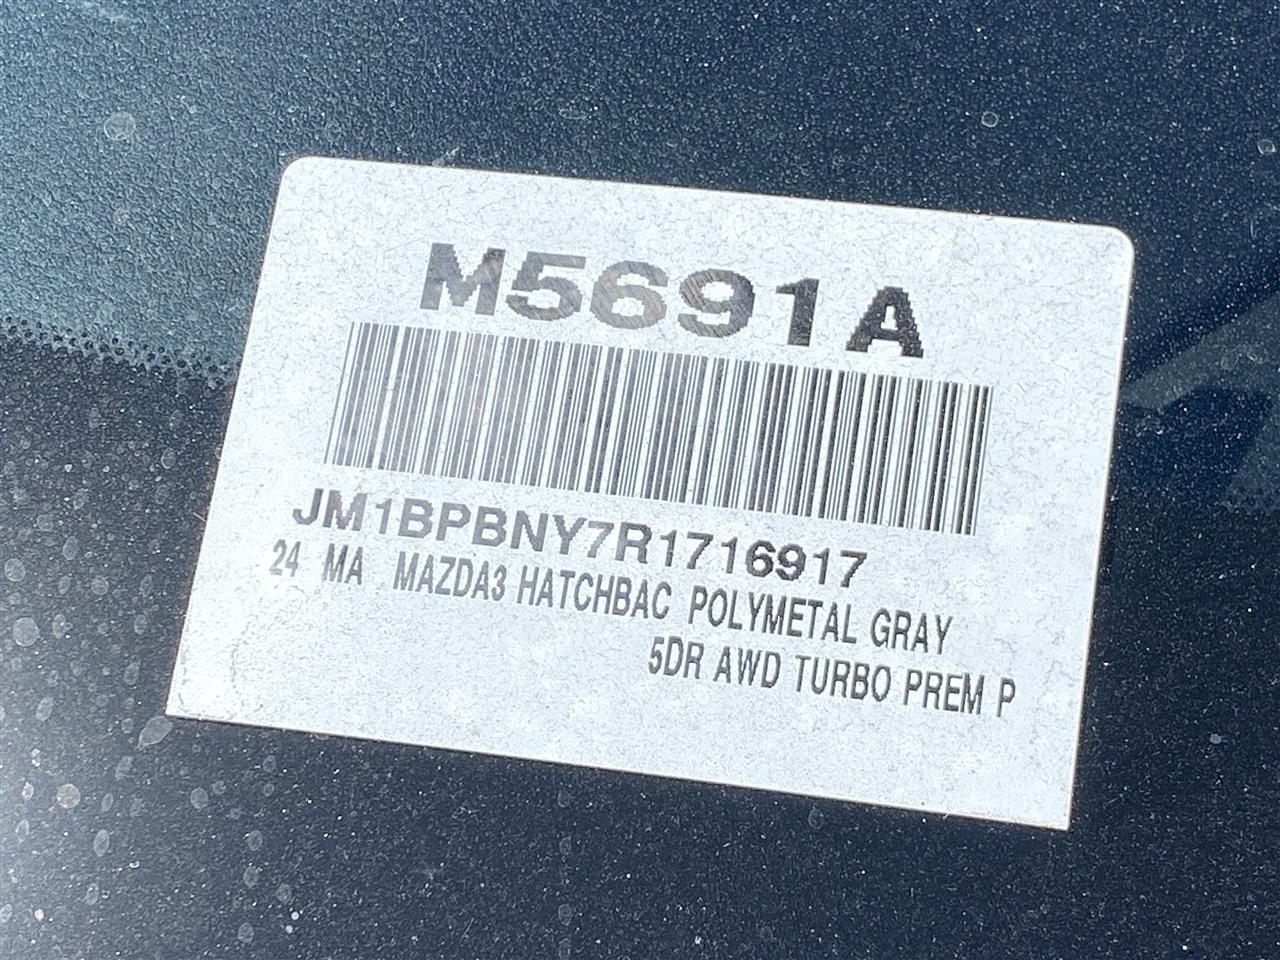 M5691A
JM1BPBNY7R1716917
24 MA MAZDA3 HATCHBAC POLYMETAL GRAY
5DR AWD TURBO PREM P